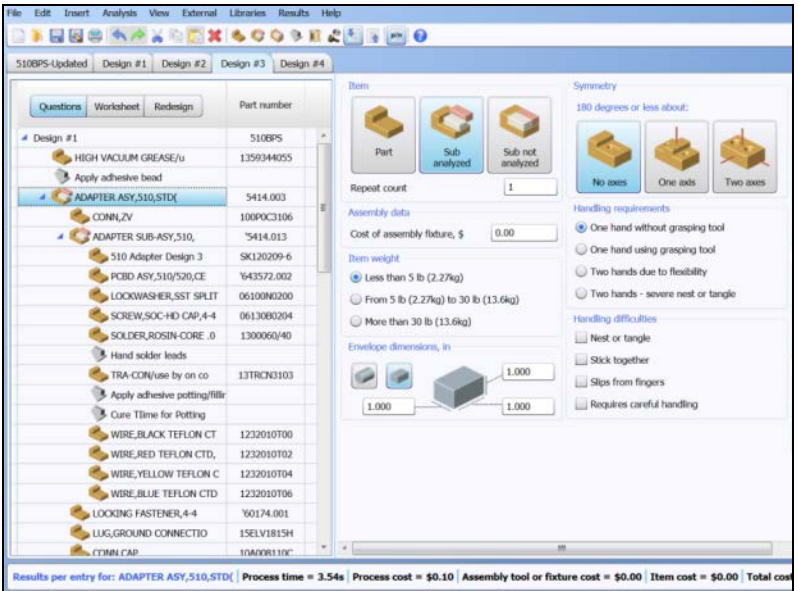 File Edit Insert Analysis View External Libraries Results Help
510BPS-Updated Design #1 Design #2 Design #3 Design #4
Questions Worksheet Redesign Part number
Design #1 510BPS
HIGH VACUUM GREASE/u 1359344055
Apply adhesive bead
ADAPTER ASY,510,STD( 5414.003
CONN,ZV 100P0C3106
ADAPTER SUB-ASY,510, '5414.013
510 Adapter Design 3 SK120209-6
PCBD ASY,510/520,CE '643572.002
LOCKWASHER,SST SPLIT 06100N0200
SCREW,SOC-HD CAP,4-4 06130B0204
SOLDER,ROSIN-CORE .0 1300060/40
Hand solder leads
TRA-CON/use by on co 13TRCN3103
Apply adhesive potting/fillir
Cure TIime for Potting
WIRE,BLACK TEFLON CT 1232010T00
WIRE,RED TEFLON CTD, 1232010T02
WIRE,YELLOW TEFLON C 1232010T04
WIRE,BLUE TEFLON CTD 1232010T06
LOCKING FASTENER,4-4 '60174.001
LUG,GROUND CONNECTIO 15ELV1815H
CONN,CAP 10A008110C
Item
Part
Sub analyzed
Sub not analyzed
Repeat count 1
Assembly data
Cost of assembly fixture, $ 0.00
Item weight
Less than 5 lb (2.27kg)
From 5 lb (2.27kg) to 30 lb (13.6kg)
More than 30 lb (13.6kg)
Envelope dimensions, in
1.000
1.000 1.000
Symmetry
180 degrees or less about:
No axes One axis Two axes
Handling requirements
One hand without grasping tool
One hand using grasping tool
Two hands due to flexibility
Two hands - severe nest or tangle
Handling difficulties
Nest or tangle
Stick together
Slips from fingers
Requires careful handling
Results per entry for: ADAPTER ASY,510,STD( Process time = 3.54s Process cost = $0.10 Assembly tool or fixture cost = $0.00 Item cost = $0.00 Total cost